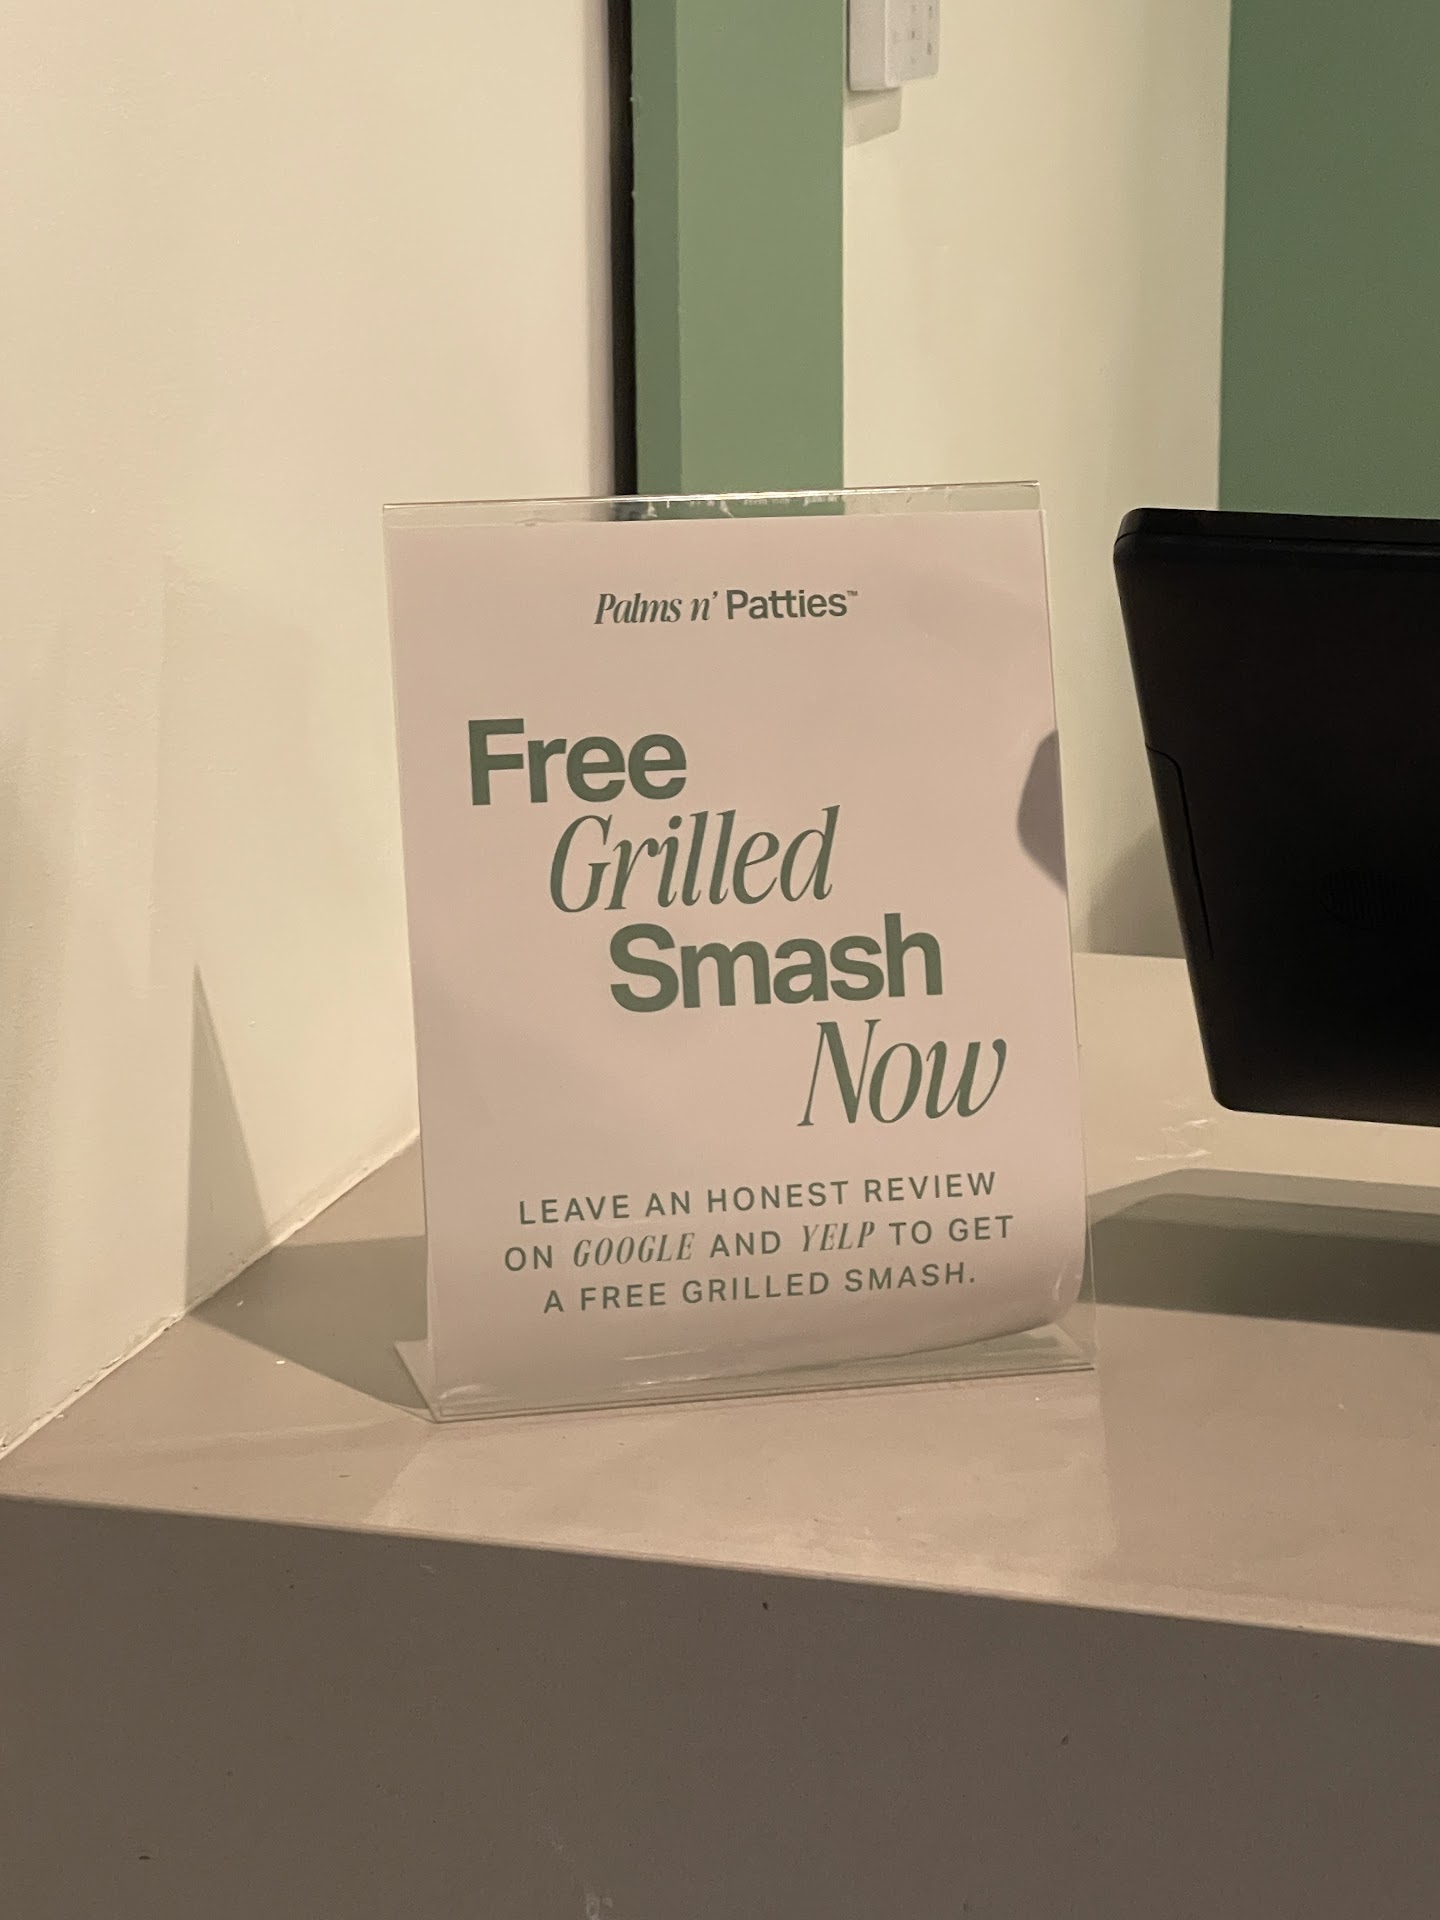 Palms n' Patties™
Free
Grilled
Smash
Now
LEAVE AN HONEST REVIEW
ON GOOGLE AND YELP TO GET
A FREE GRILLED SMASH.